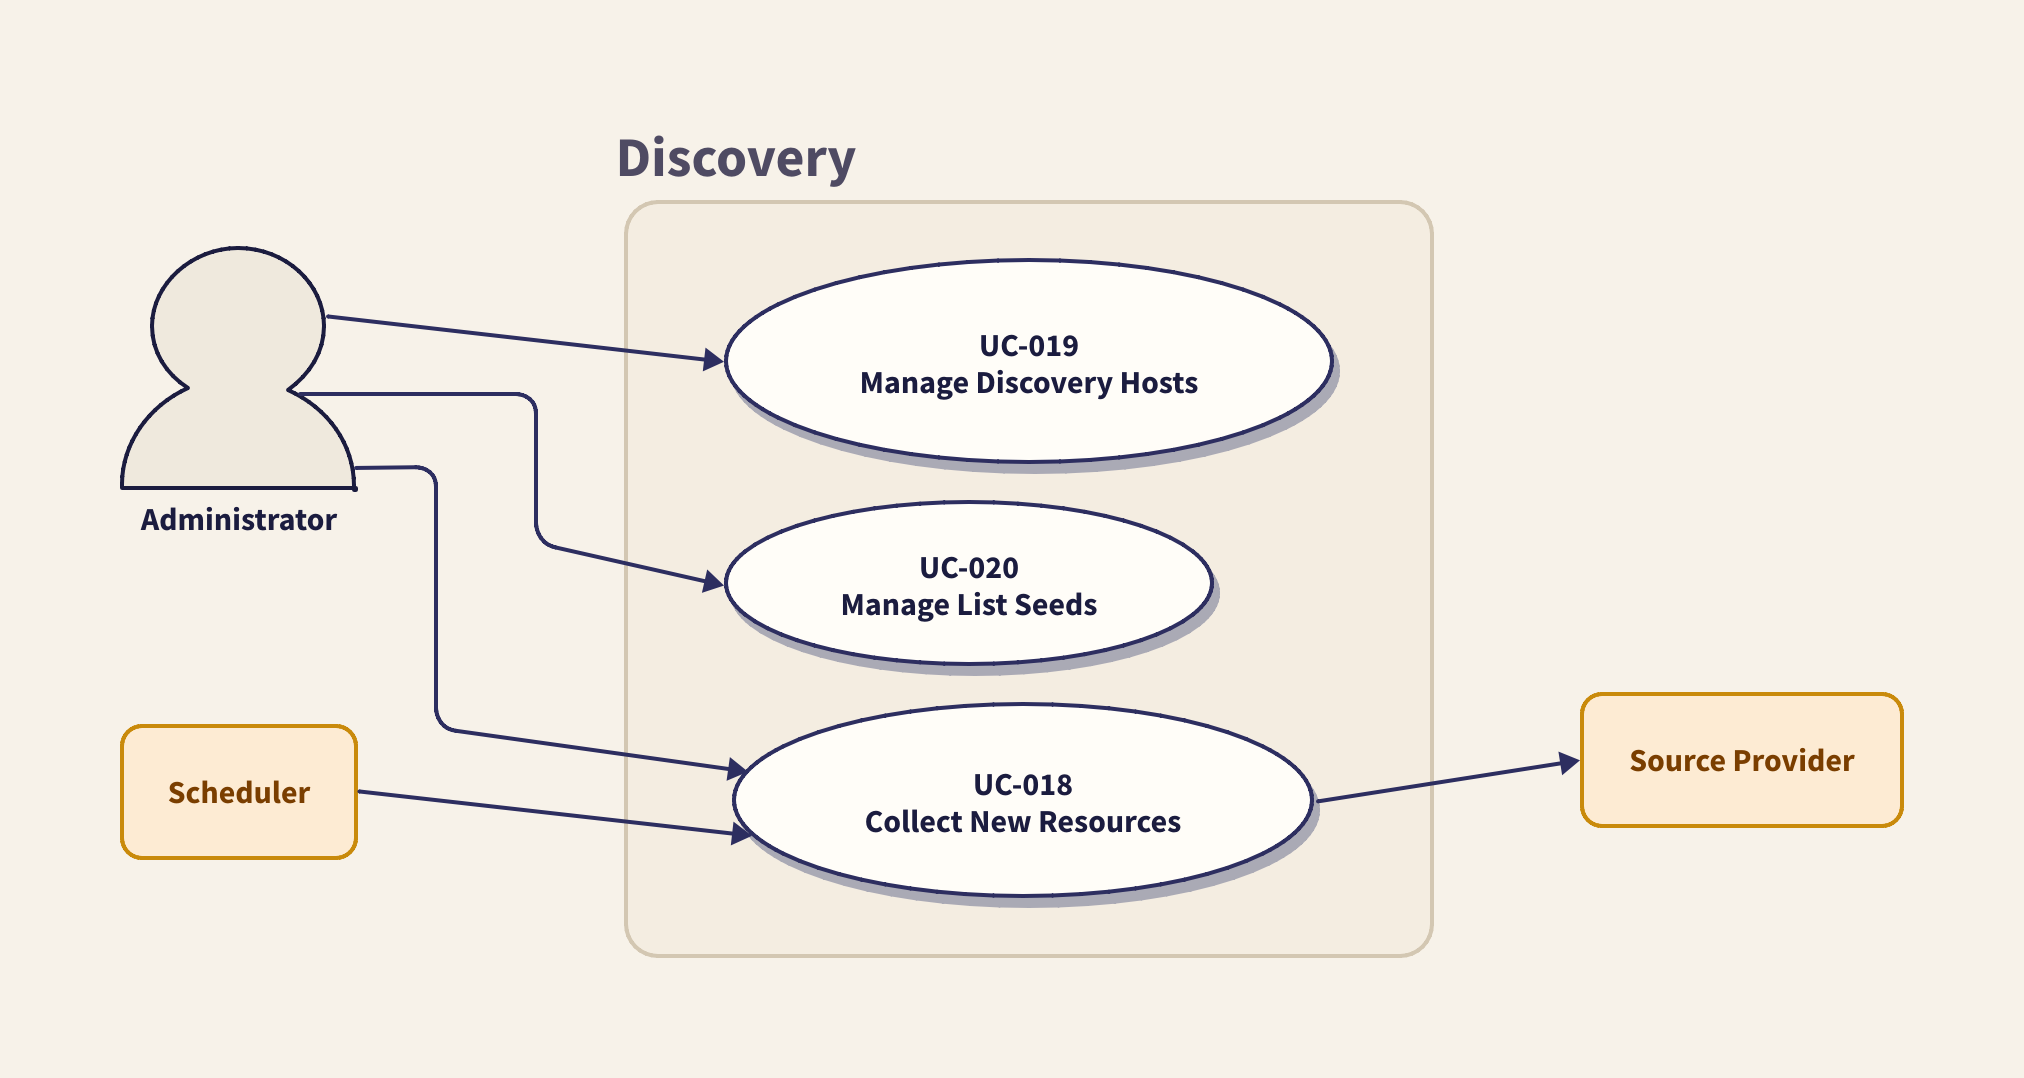 Discovery
UC-019
Manage Discovery Hosts
Administrator
UC-020
Manage List Seeds
Scheduler
UC-018
Collect New Resources
Source Provider